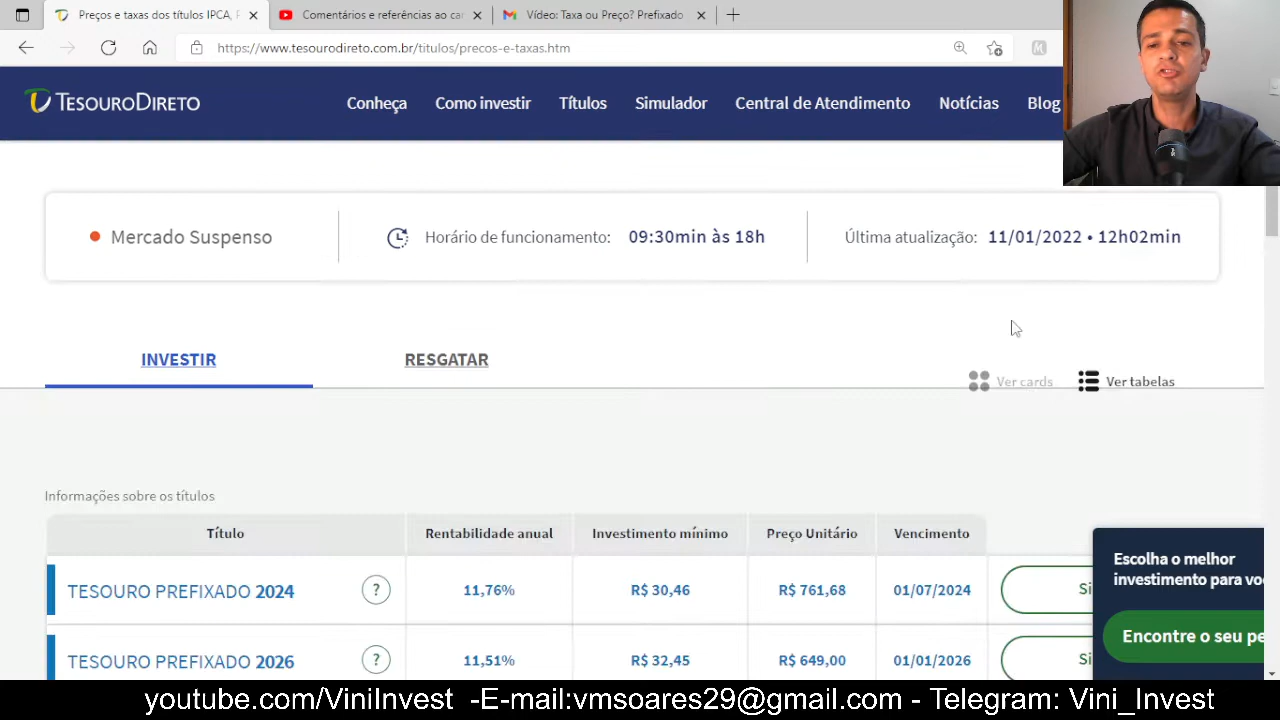 Preços e taxas dos títulos IPCA, P
Comentários e referências ao car
Vídeo: Taxa ou Preço? Prefixado
https://www.tesourodireto.com.br/titulos/precos-e-taxas.htm
TESOURODIRETO
Conheça Como investir Títulos Simulador Central de Atendimento Notícias Blog
Mercado Suspenso
Horário de funcionamento: 09:30min às 18h
Última atualização: 11/01/2022 • 12h02min
INVESTIR RESGATAR
Ver cards Ver tabelas
Informações sobre os títulos
Título Rentabilidade anual Investimento mínimo Preço Unitário Vencimento
TESOURO PREFIXADO 2024 ? 11,76% R$ 30,46 R$ 761,68 01/07/2024 Si
TESOURO PREFIXADO 2026 ? 11,51% R$ 32,45 R$ 649,00 01/01/2026 Si
Escolha o melhor
investimento para voc
Encontre o seu pe
youtube.com/ViniInvest -E-mail:vmsoares29@gmail.com - Telegram: Vini_Invest